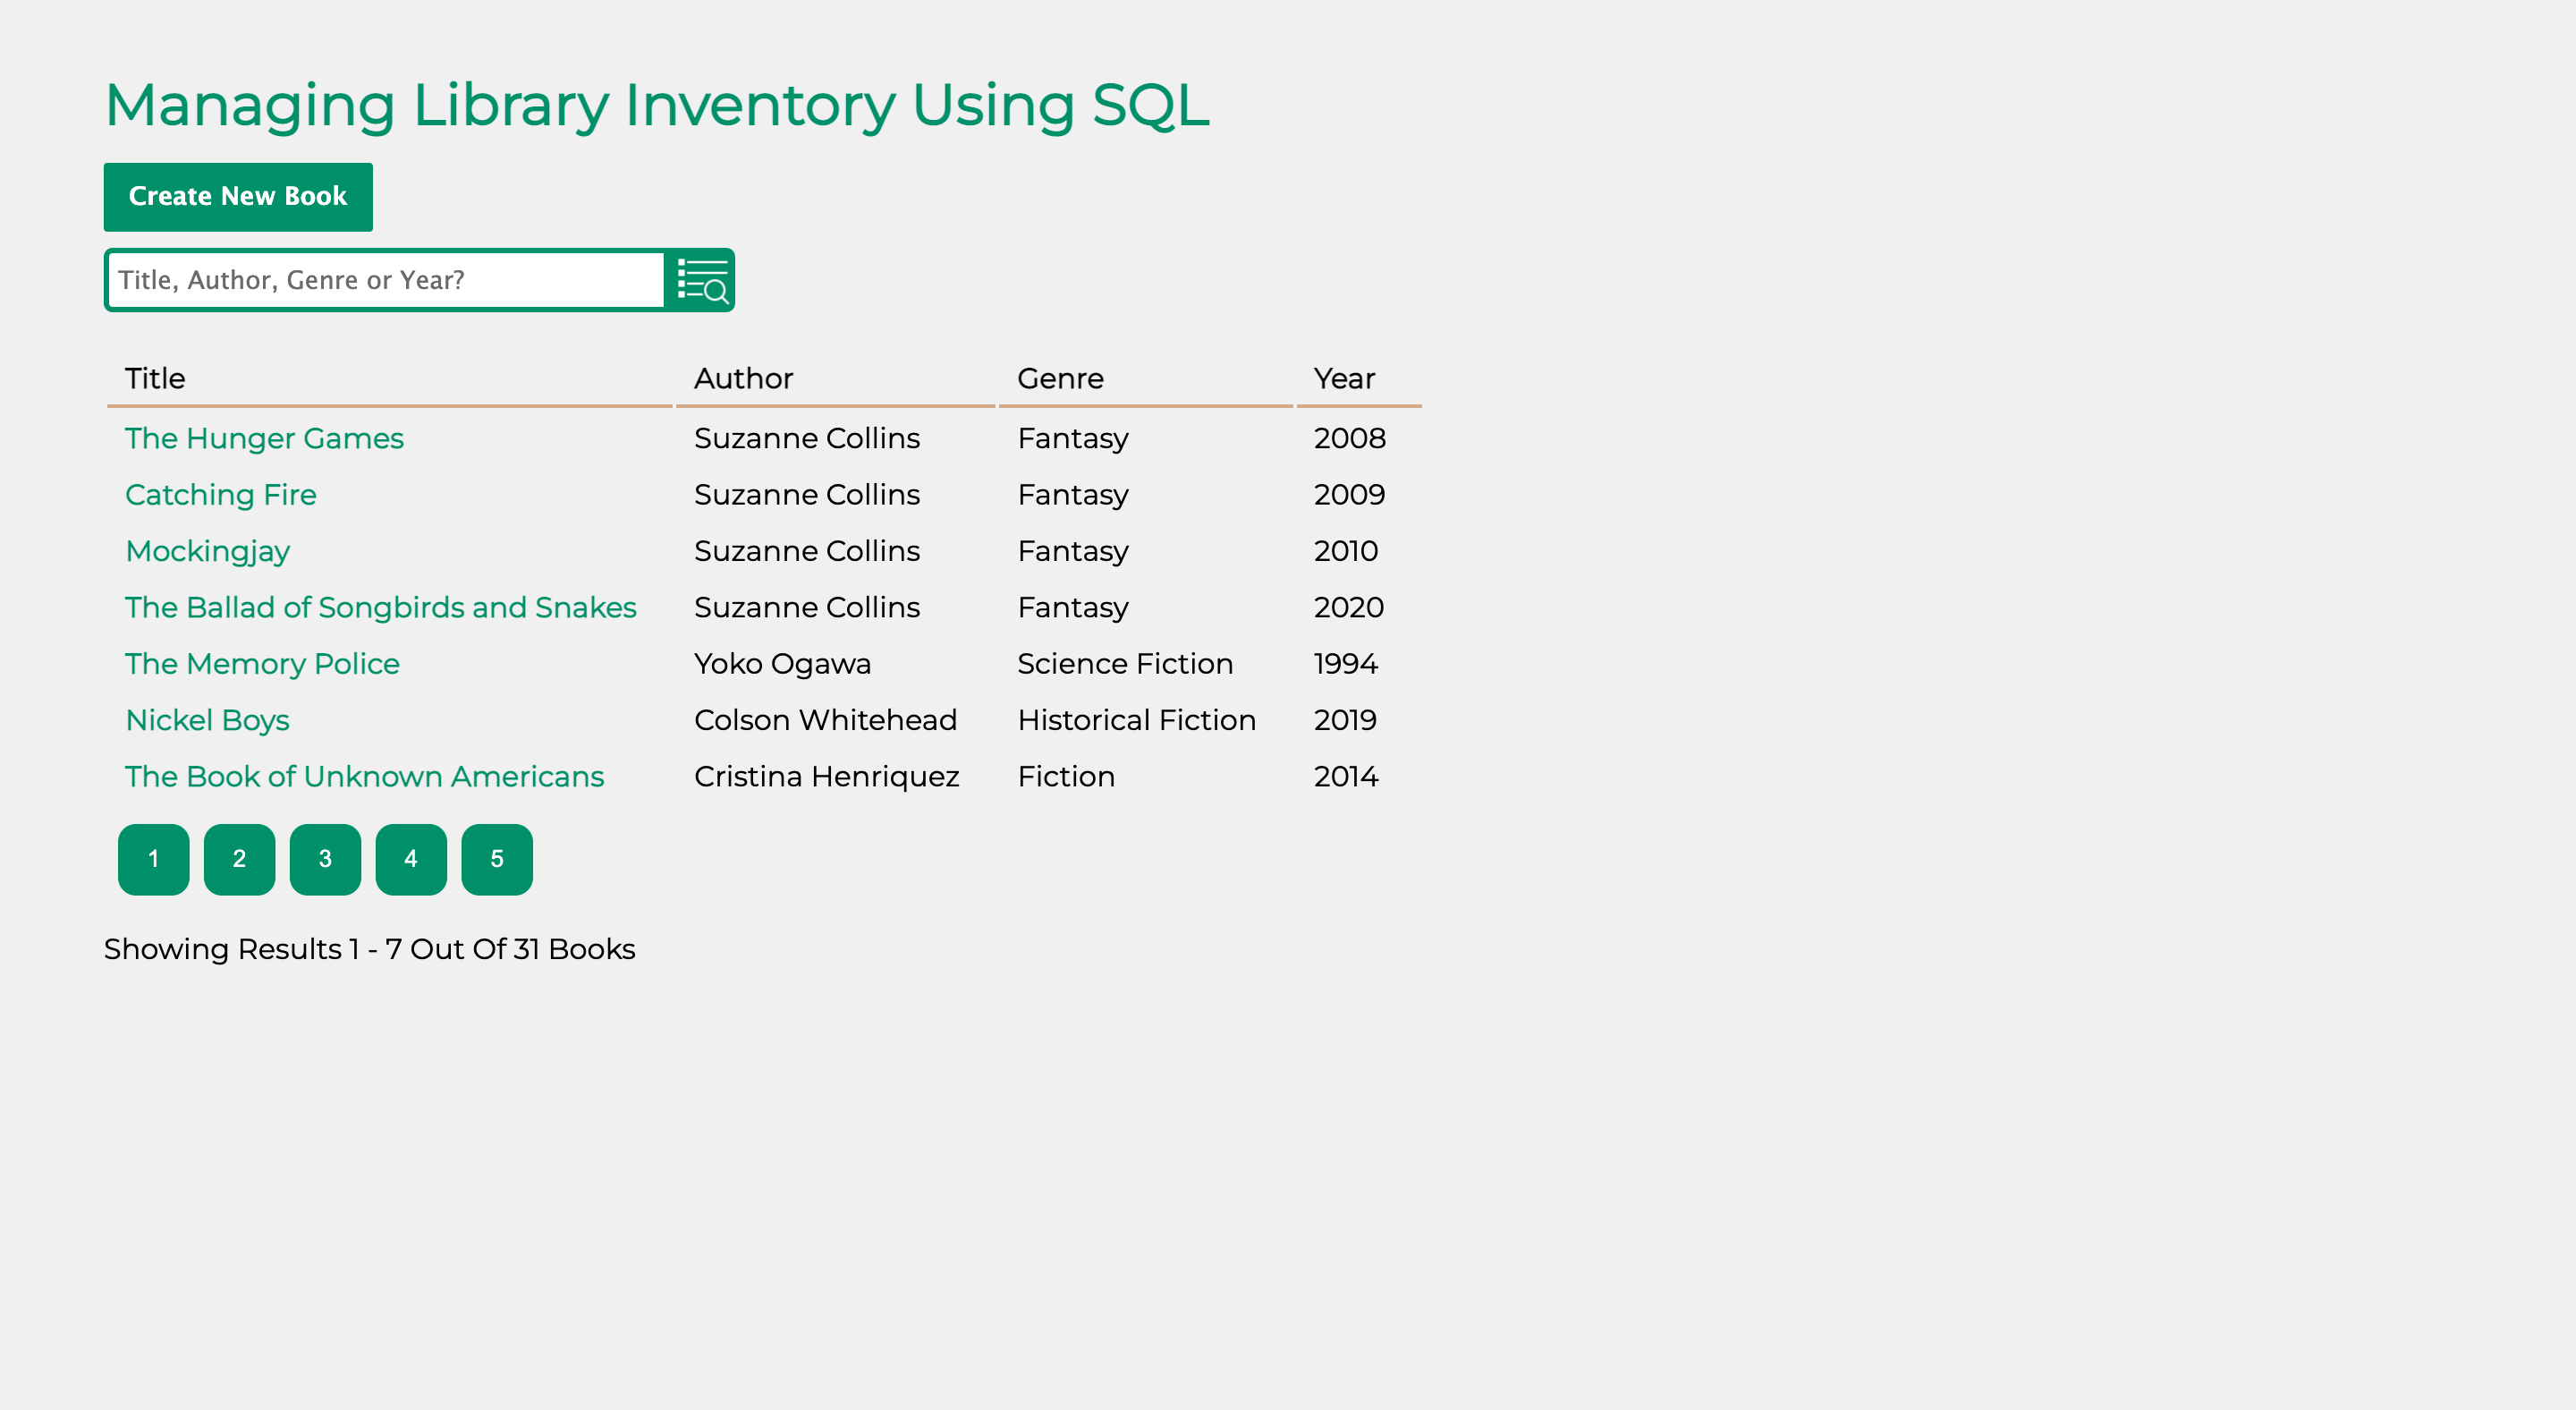 Managing Library Inventory Using SQL
Create New Book
Title, Author, Genre or Year?
Title Author Genre Year
The Hunger Games Suzanne Collins Fantasy 2008
Catching Fire Suzanne Collins Fantasy 2009
Mockingjay Suzanne Collins Fantasy 2010
The Ballad of Songbirds and Snakes Suzanne Collins Fantasy 2020
The Memory Police Yoko Ogawa Science Fiction 1994
Nickel Boys Colson Whitehead Historical Fiction 2019
The Book of Unknown Americans Cristina Henriquez Fiction 2014
1 2 3 4 5
Showing Results 1 - 7 Out Of 31 Books